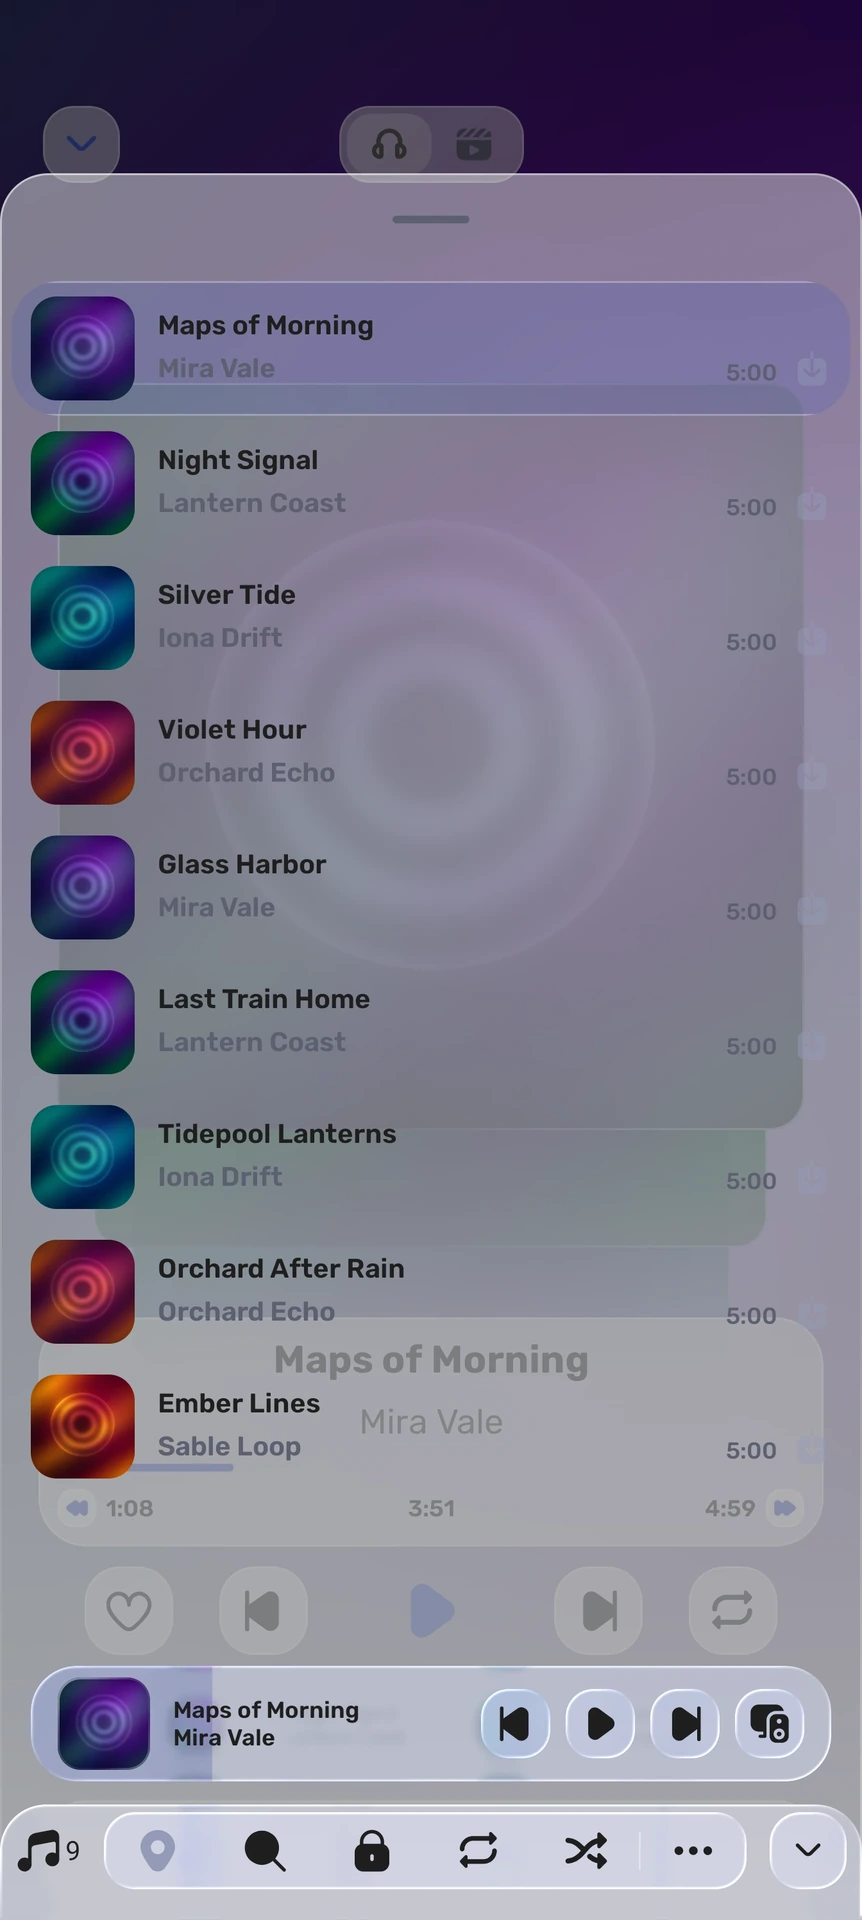 Maps of Morning
Mira Vale
5:00
Night Signal
Lantern Coast
5:00
Silver Tide
Iona Drift
5:00
Violet Hour
Orchard Echo
5:00
Glass Harbor
Mira Vale
5:00
Last Train Home
Lantern Coast
5:00
Tidepool Lanterns
Iona Drift
5:00
Orchard After Rain
Orchard Echo
5:00
Maps of Morning
Mira Vale
Ember Lines
Sable Loop
5:00
1:08 3:51 4:59
Maps of Morning
Mira Vale
9